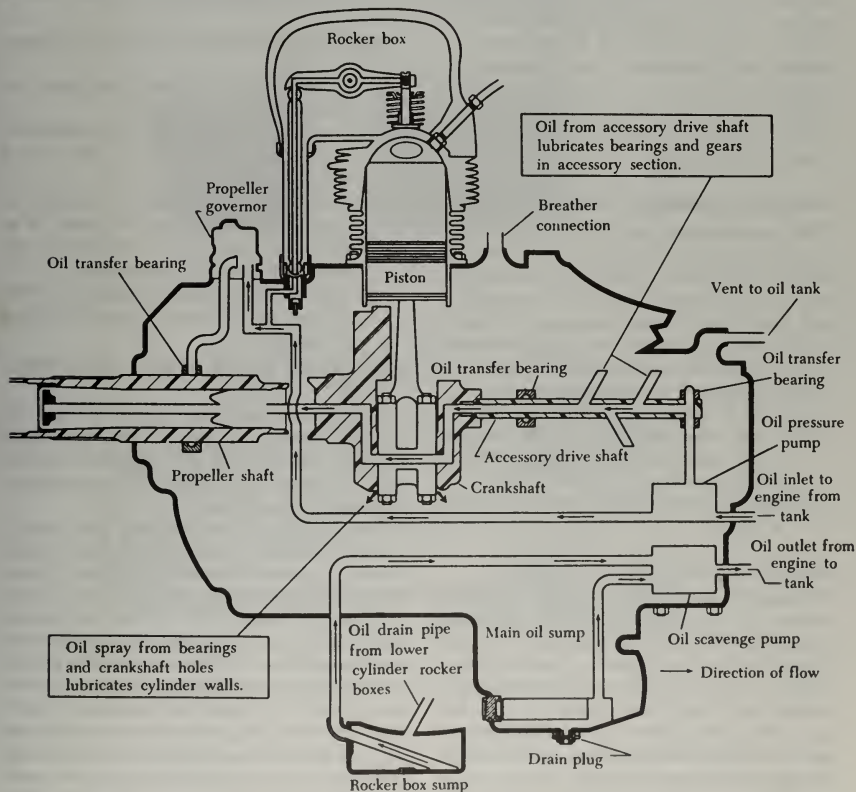 Rocker box
Oil from accessory drive shaft
lubricates bearings and gears
in accessory section.
Propeller
governor
Breather
connection
Oil transfer bearing
Piston
Vent to oil tank
Oil transfer bearing
Oil transfer
bearing
Oil pressure
pump
Propeller shaft
Accessory drive shaft
Crankshaft
Oil inlet to
engine from
tank
Oil outlet from
engine to
tank
Oil spray from bearings
and crankshaft holes
lubricates cylinder walls.
Oil drain pipe
from lower
cylinder rocker
boxes
Main oil sump
Oil scavenge pump
Direction of flow
Drain plug
Rocker box sump